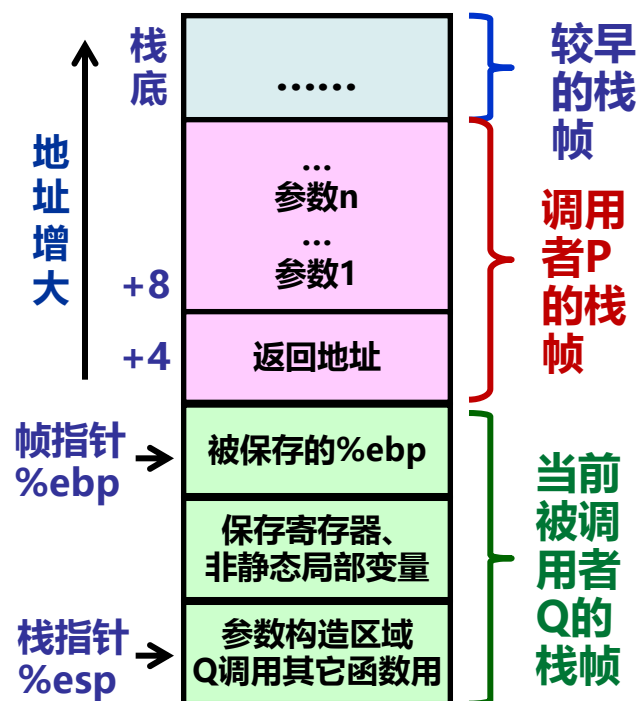 栈
底
地
址
增
大
……
…
参数n
…
参数1
+8
+4
返回地址
帧指针
%ebp
被保存的%ebp
保存寄存器、
非静态局部变量
栈指针
%esp
参数构造区域
Q调用其它函数用
较早
的栈
帧
调用
者P
的栈
帧
当前
被调
用者
Q的
栈帧